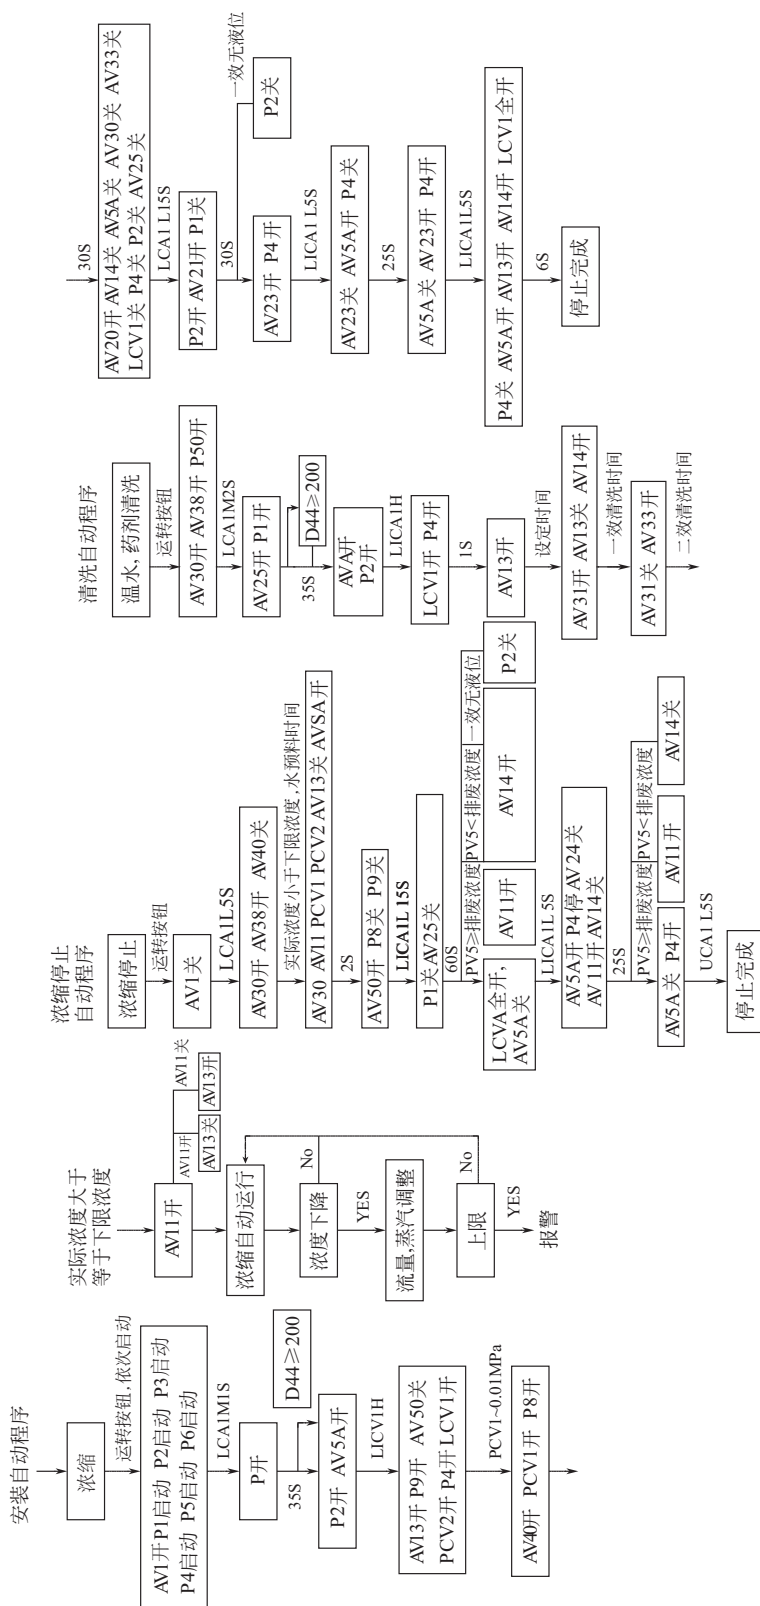 安装自动程序
浓缩
运转按钮,依次启动
AV1开 P1启动 P2启动 P3启动
P4启动 P5启动 P6启动
LCA1M1S
P开
35S
D44≥200
P2开 AV5A开
LICV1H
AV13开 P9开 AV50关
PCV2开 P4开 LCV1开
PCV1~0.01MPa
AV40开 PCV1开 P8开
实际浓度大于
等于下限浓度
AV11开
AV11开
AV11关
AV13关
AV13开
浓缩自动运行
浓度下降
No
YES
流量,蒸汽调整
上限
No
YES
报警
浓缩停止
自动程序
浓缩停止
运转按钮
AV1关
LCA1L5S
AV30开 AV38开 AV40关
实际浓度小于下限浓度,水预料时间
AV30 AV11 PCV1 PCV2 AV13关 AVSA开
2S
AV50开 P8关 P9关
LICA1L 15S
P1关 AV25关
60S
PV5≥排废浓度
PV5<排废浓度
一效无液位
LCVA全开,
AV5A关
AV11开
AV14开
P2关
LICA1L 5S
AV5A开 P4停 AV24关
AV11开 AV14关
25S
PV5≥排废浓度
PV5<排废浓度
AV5A关 P4开
AV11开
AV14关
UCA1 L5S
停止完成
清洗自动程序
温水,药剂清洗
运转按钮
AV30开 AV38开 P50开
LCA1M2S
AV25开 P1开
35S
D44≥200
AVA开
P2开
LICA1H
LCV1开 P4开
1S
AV13开
设定时间
AV31开 AV13关 AV14开
一效清洗时间
AV31关 AV33开
二效清洗时间
30S
AV20开 AV14关 AV5A关 AV30关 AV33关
LCV1关 P4关 P2关 AV25关
LCA1 L15S
P2开 AV21开 P1关
30S
一效无液位
AV23开 P4开
P2关
LICA1 L5S
AV23关 AV5A开 P4关
25S
AV5A关 AV23开 P4开
LICA1L5S
P4关 AV5A开 AV13开 AV14开 LCV1全开
6S
停止完成